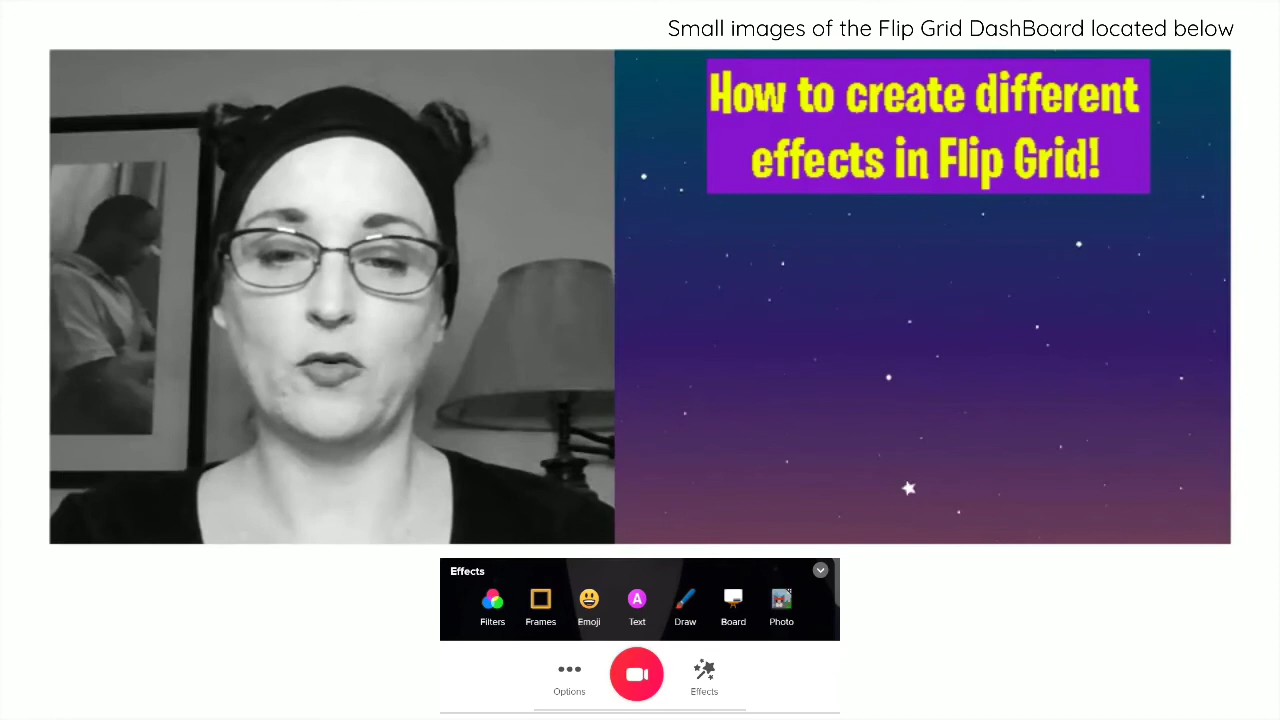 Small images of the Flip Grid DashBoard located below
How to create different
effects in Flip Grid!
Effects
Filters Frames Emoji Text Draw Board Photo
Options Effects